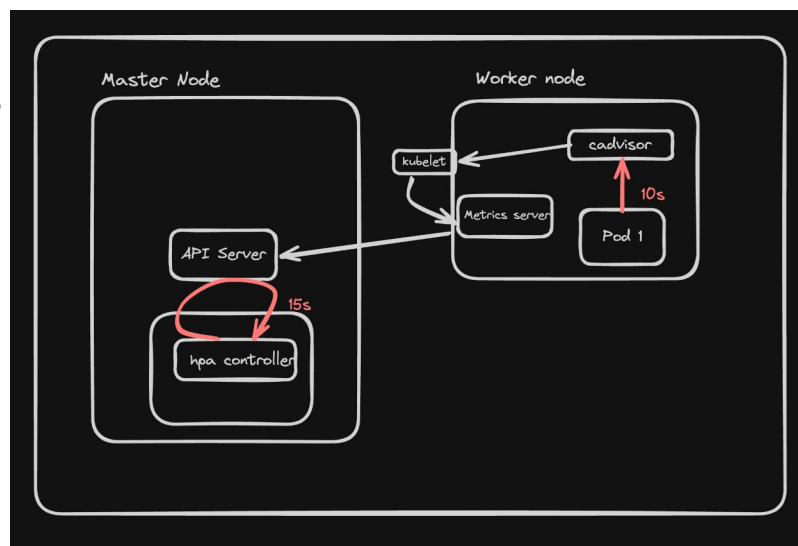 Master Node
Worker node
cadvisor
kubelet
10s
Metrics server
Pod 1
API Server
15s
hpa controller